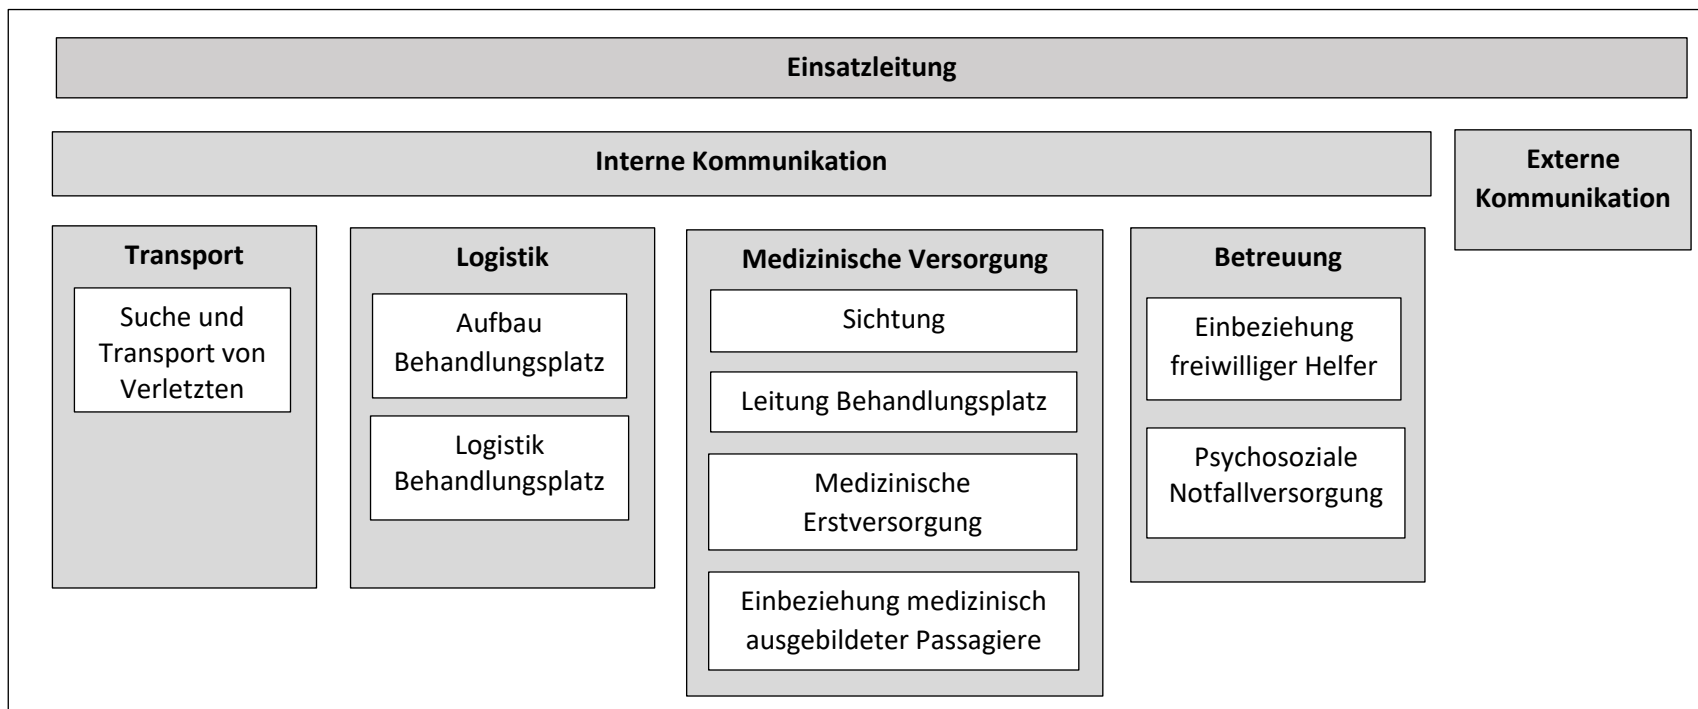 Einsatzleitung
Interne Kommunikation
Externe
Kommunikation
Transport
Suche und
Transport von
Verletzten
Logistik
Aufbau
Behandlungsplatz
Logistik
Behandlungsplatz
Medizinische Versorgung
Sichtung
Leitung Behandlungsplatz
Medizinische
Erstversorgung
Einbeziehung medizinisch
ausgebildeter Passagiere
Betreuung
Einbeziehung
freiwilliger Helfer
Psychosoziale
Notfallversorgung